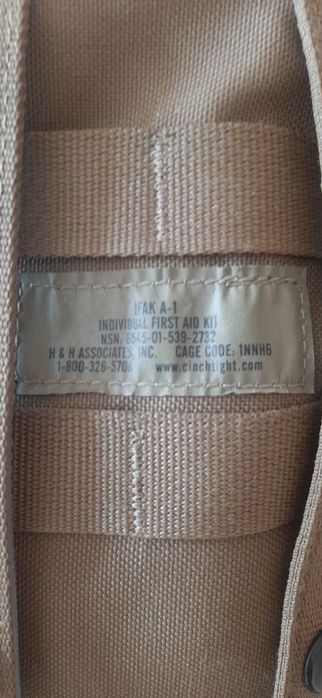 IFAK A-1
INDIVIDUAL FIRST AID KIT
NSN: 6545-01-539-2732
H & H ASSOCIATES, INC. CAGE CODE: 1NNH6
www.cinchtight.com